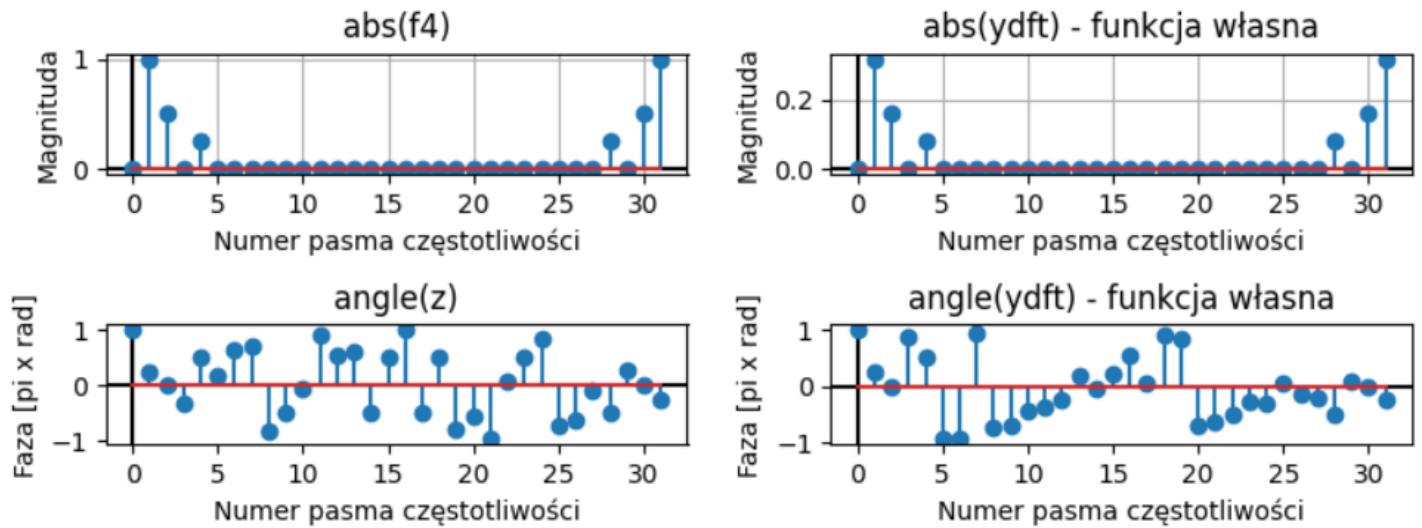 abs(f4)
Magnituda
1
0
0 5 10 15 20 25 30
Numer pasma częstotliwości
abs(ydft) - funkcja własna
Magnituda
0.2
0.0
0 5 10 15 20 25 30
Numer pasma częstotliwości
angle(z)
Faza [pi x rad]
1
0
−1
0 5 10 15 20 25 30
Numer pasma częstotliwości
angle(ydft) - funkcja własna
Faza [pi x rad]
1
0
−1
0 5 10 15 20 25 30
Numer pasma częstotliwości